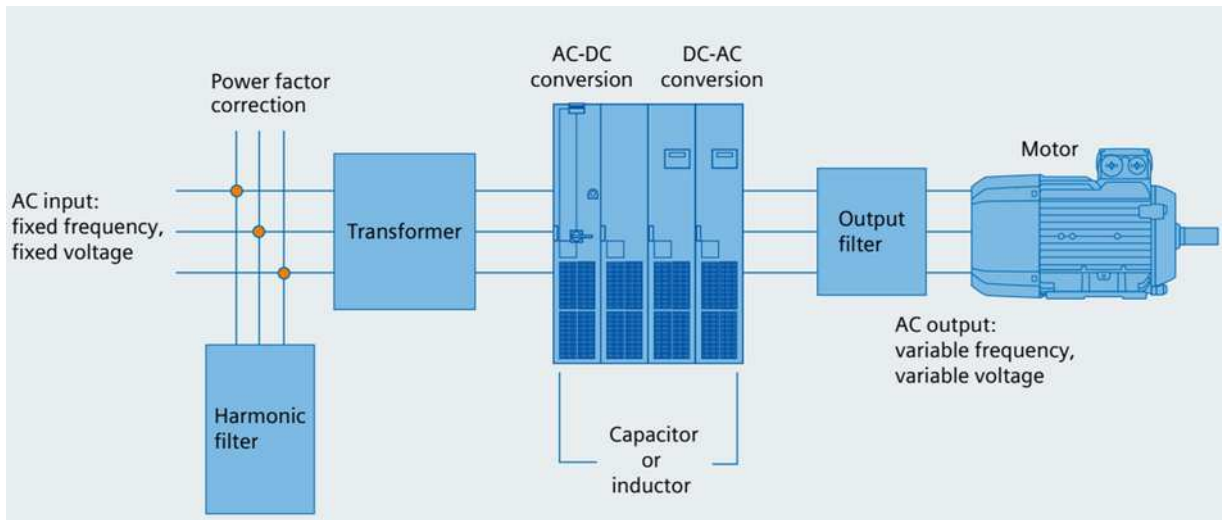 AC-DC
conversion
DC-AC
conversion
Power factor
correction
Motor
AC input:
fixed frequency,
fixed voltage
Transformer
Output
filter
AC output:
variable frequency,
variable voltage
Harmonic
filter
Capacitor
or
inductor